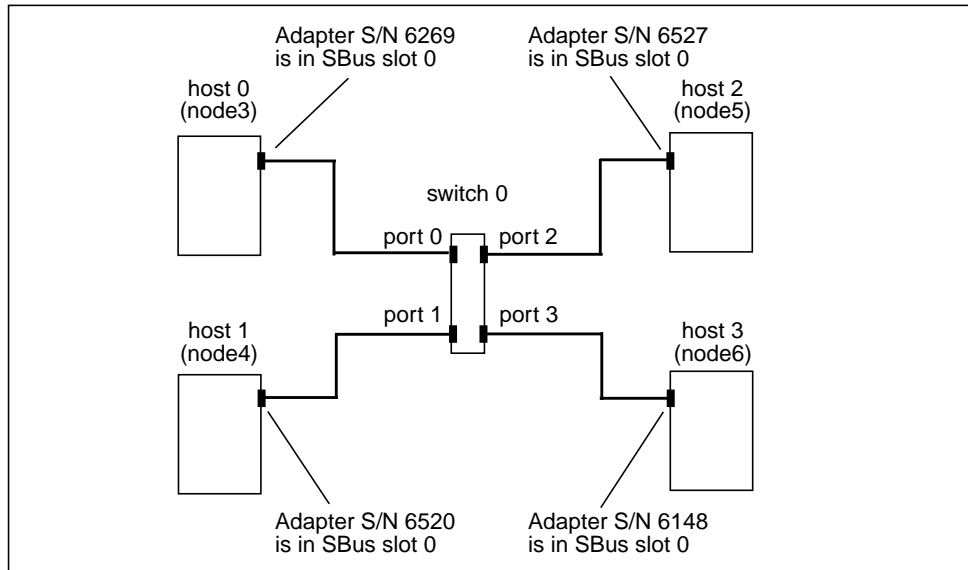 Adapter S/N 6269
is in SBus slot 0
Adapter S/N 6527
is in SBus slot 0
host 0
(node3)
host 2
(node5)
switch 0
port 0
port 2
port 1
port 3
host 1
(node4)
host 3
(node6)
Adapter S/N 6520
is in SBus slot 0
Adapter S/N 6148
is in SBus slot 0